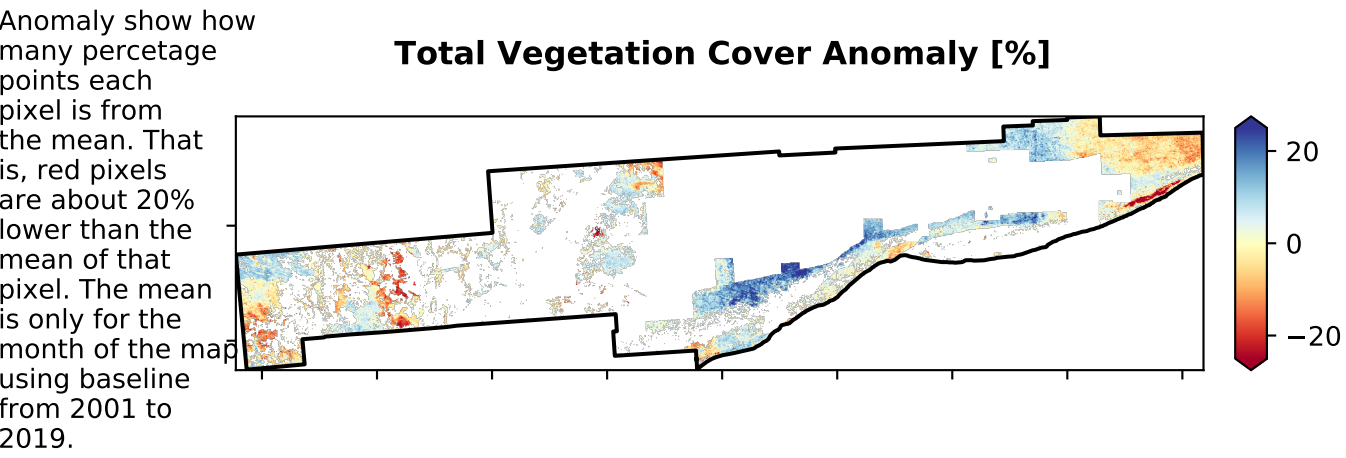 Anomaly show how
many percetage
points each
pixel is from
the mean. That
is, red pixels
are about 20%
lower than the
mean of that
pixel. The mean
is only for the
month of the map
using baseline
from 2001 to
2019.
Total Vegetation Cover Anomaly [%]
20
0
−20